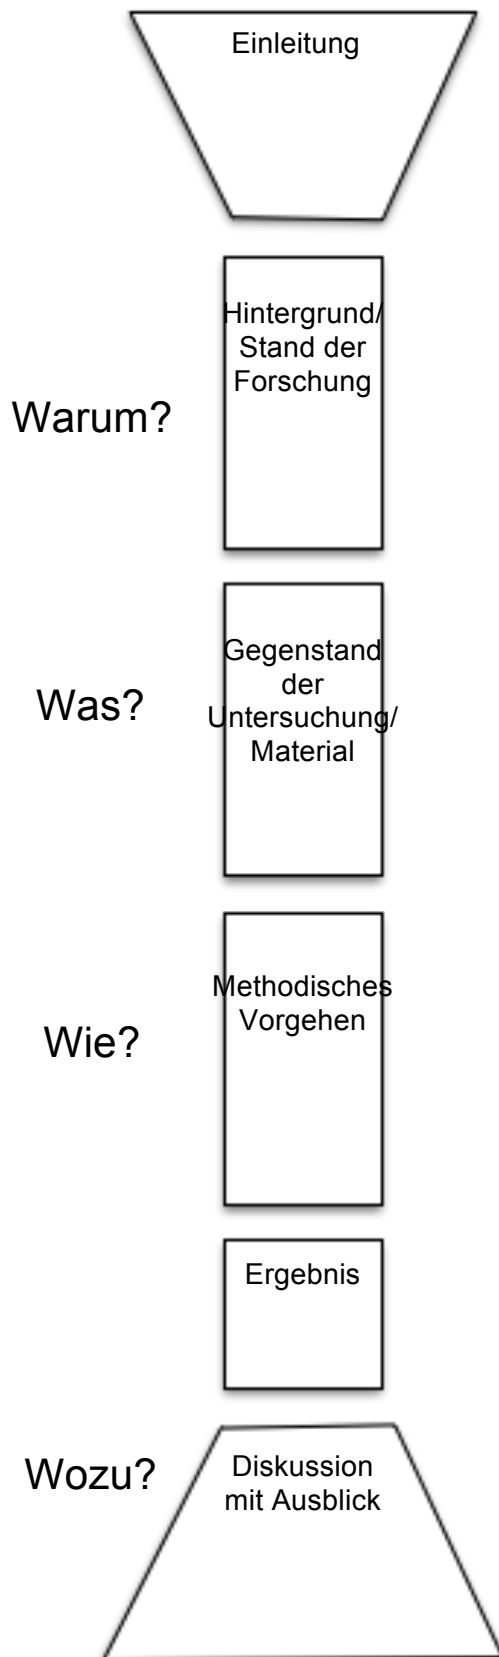 Einleitung
Hintergrund/
Stand der
Forschung
Warum?
Gegenstand
der
Untersuchung/
Material
Was?
Methodisches
Vorgehen
Wie?
Ergebnis
Wozu?
Diskussion
mit Ausblick